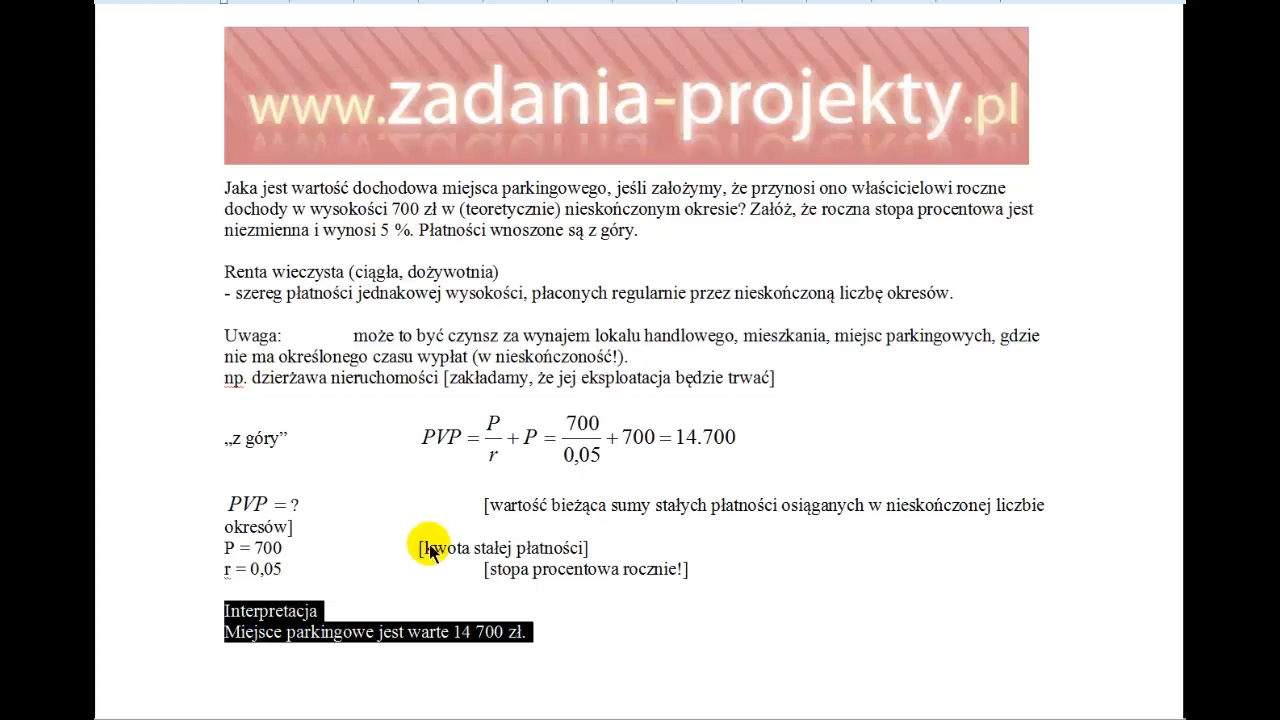 www.zadania-projekty.pl
Jaka jest wartość dochodowa miejsca parkingowego, jeśli założymy, że przynosi ono właścicielowi roczne
dochody w wysokości 700 zł w (teoretycznie) nieskończonym okresie? Załóż, że roczna stopa procentowa jest
niezmienna i wynosi 5 %. Płatności wnoszone są z góry.
Renta wieczysta (ciągła, dożywotnia)
- szereg płatności jednakowej wysokości, płaconych regularnie przez nieskończoną liczbę okresów.
Uwaga: może to być czynsz za wynajem lokalu handlowego, mieszkania, miejsc parkingowych, gdzie
nie ma określonego czasu wypłat (w nieskończoność!).
np. dzierżawa nieruchomości [zakładamy, że jej eksploatacja będzie trwać]
„z góry” PVP = P/r + P = 700/0,05 + 700 = 14.700
PVP = ? [wartość bieżąca sumy stałych płatności osiąganych w nieskończonej liczbie
okresów]
P = 700 [kwota stałej płatności]
r = 0,05 [stopa procentowa rocznie!]
Interpretacja
Miejsce parkingowe jest warte 14 700 zł.